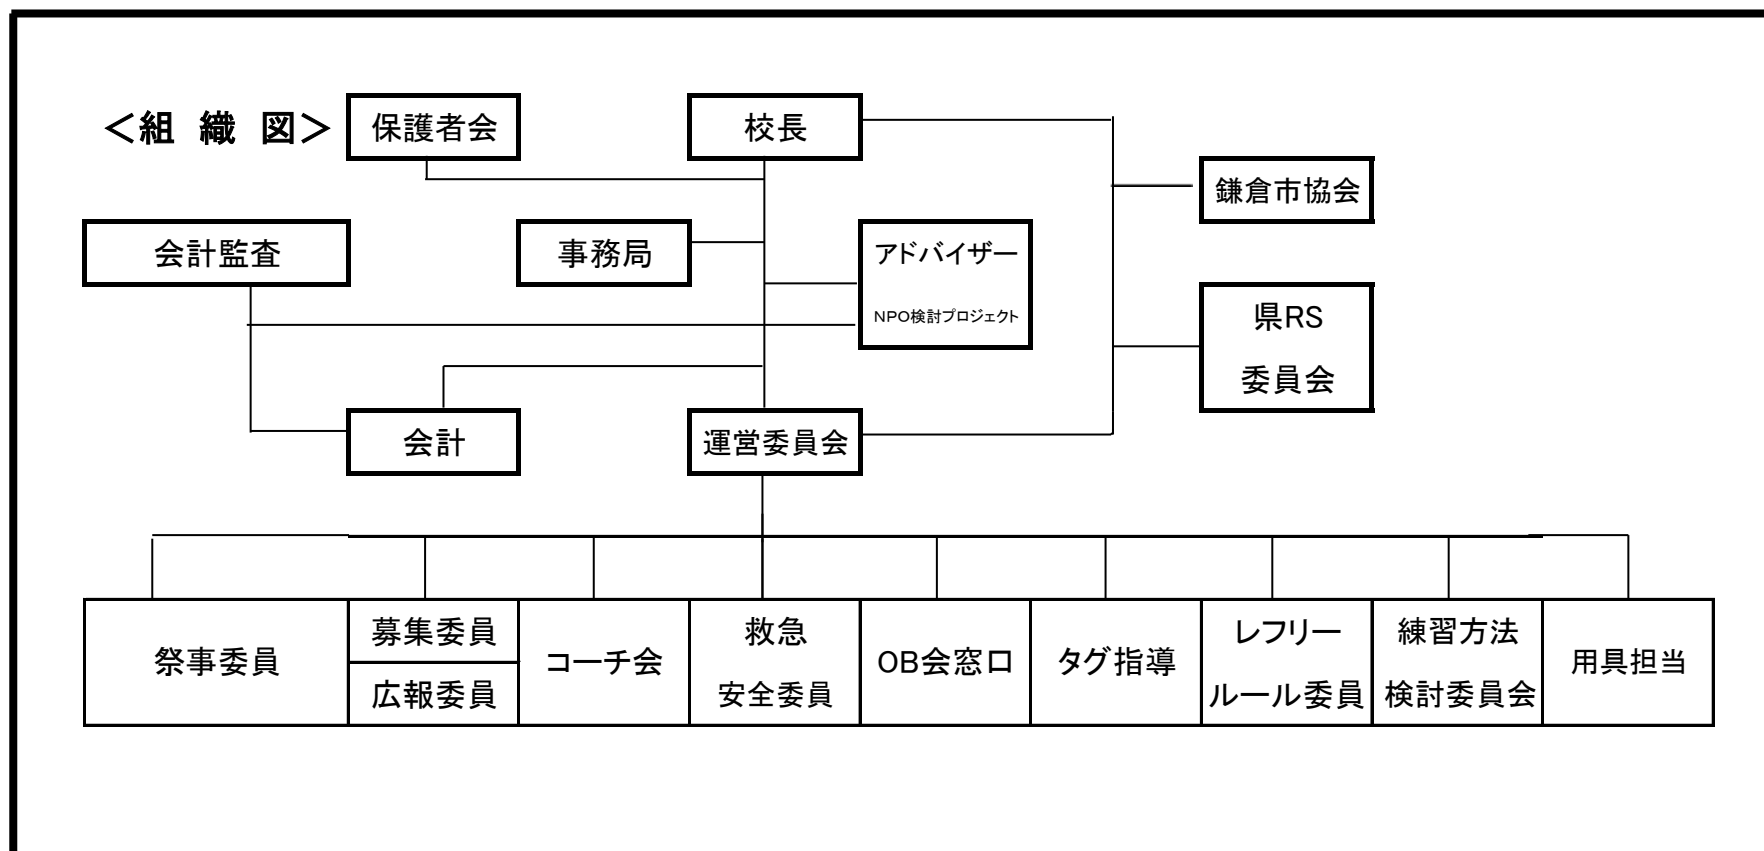 ＜組 織 図＞
保護者会
校長
鎌倉市協会
会計監査
事務局
アドバイザー
NPO検討プロジェクト
県RS
委員会
会計
運営委員会
祭事委員
募集委員
広報委員
コーチ会
救急
安全委員
OB会窓口
タグ指導
レフリー
ルール委員
練習方法
検討委員会
用具担当